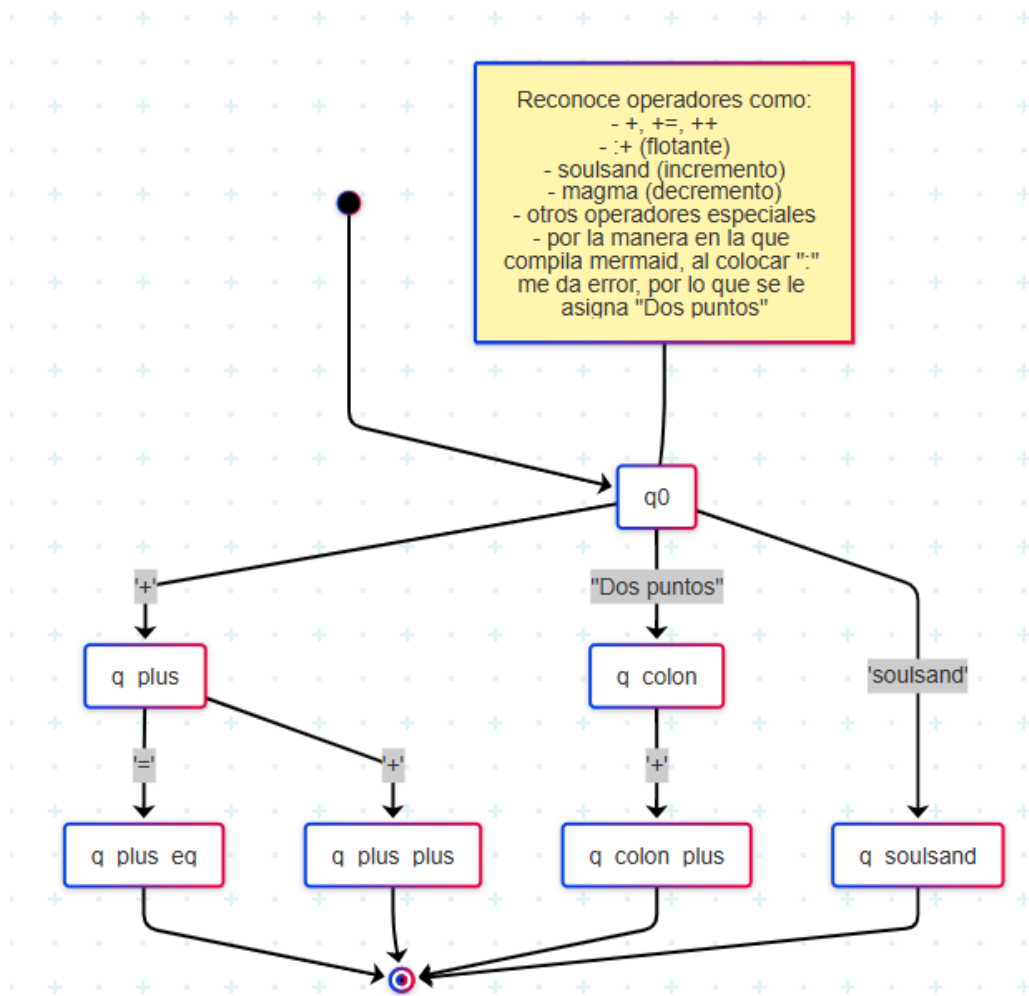 Reconoce operadores como:
- +, +=, ++
- :+ (flotante)
- soulsand (incremento)
- magma (decremento)
- otros operadores especiales
- por la manera en la que
compila mermaid, al colocar ":"
me da error, por lo que se le
asigna "Dos puntos"
q0
'+'
"Dos puntos"
q plus
q colon
'soulsand'
'='
'+'
'+'
q plus eq
q plus plus
q colon plus
q soulsand